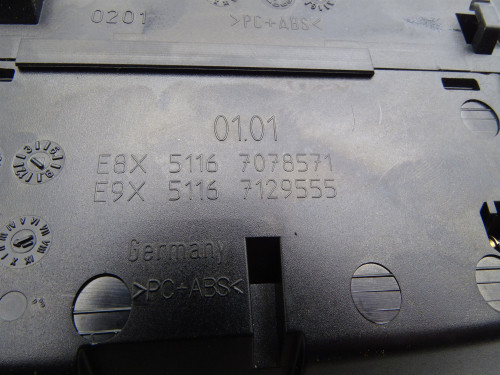 0201
>PC+ABS<
01.01
E8X 5116 7078571
E9X 5116 7129555
Germany
>PC+ABS<